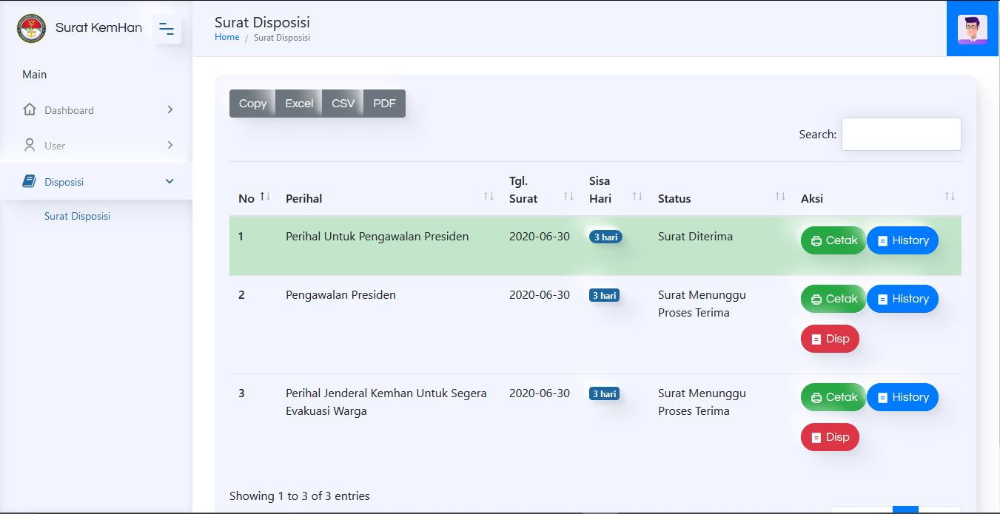 Surat KemHan
Main
Dashboard
User
Disposisi
Surat Disposisi
Surat Disposisi
Home / Surat Disposisi
Copy Excel CSV PDF
Search:
No Perihal Tgl. Surat Sisa Hari Status Aksi
1 Perihal Untuk Pengawalan Presiden 2020-06-30 3 hari Surat Diterima Cetak History
2 Pengawalan Presiden 2020-06-30 3 hari Surat Menunggu Cetak History
Proses Terima
Disp
3 Perihal Jenderal Kemhan Untuk Segera 2020-06-30 3 hari Surat Menunggu Cetak History
Evakuasi Warga Proses Terima
Disp
Showing 1 to 3 of 3 entries